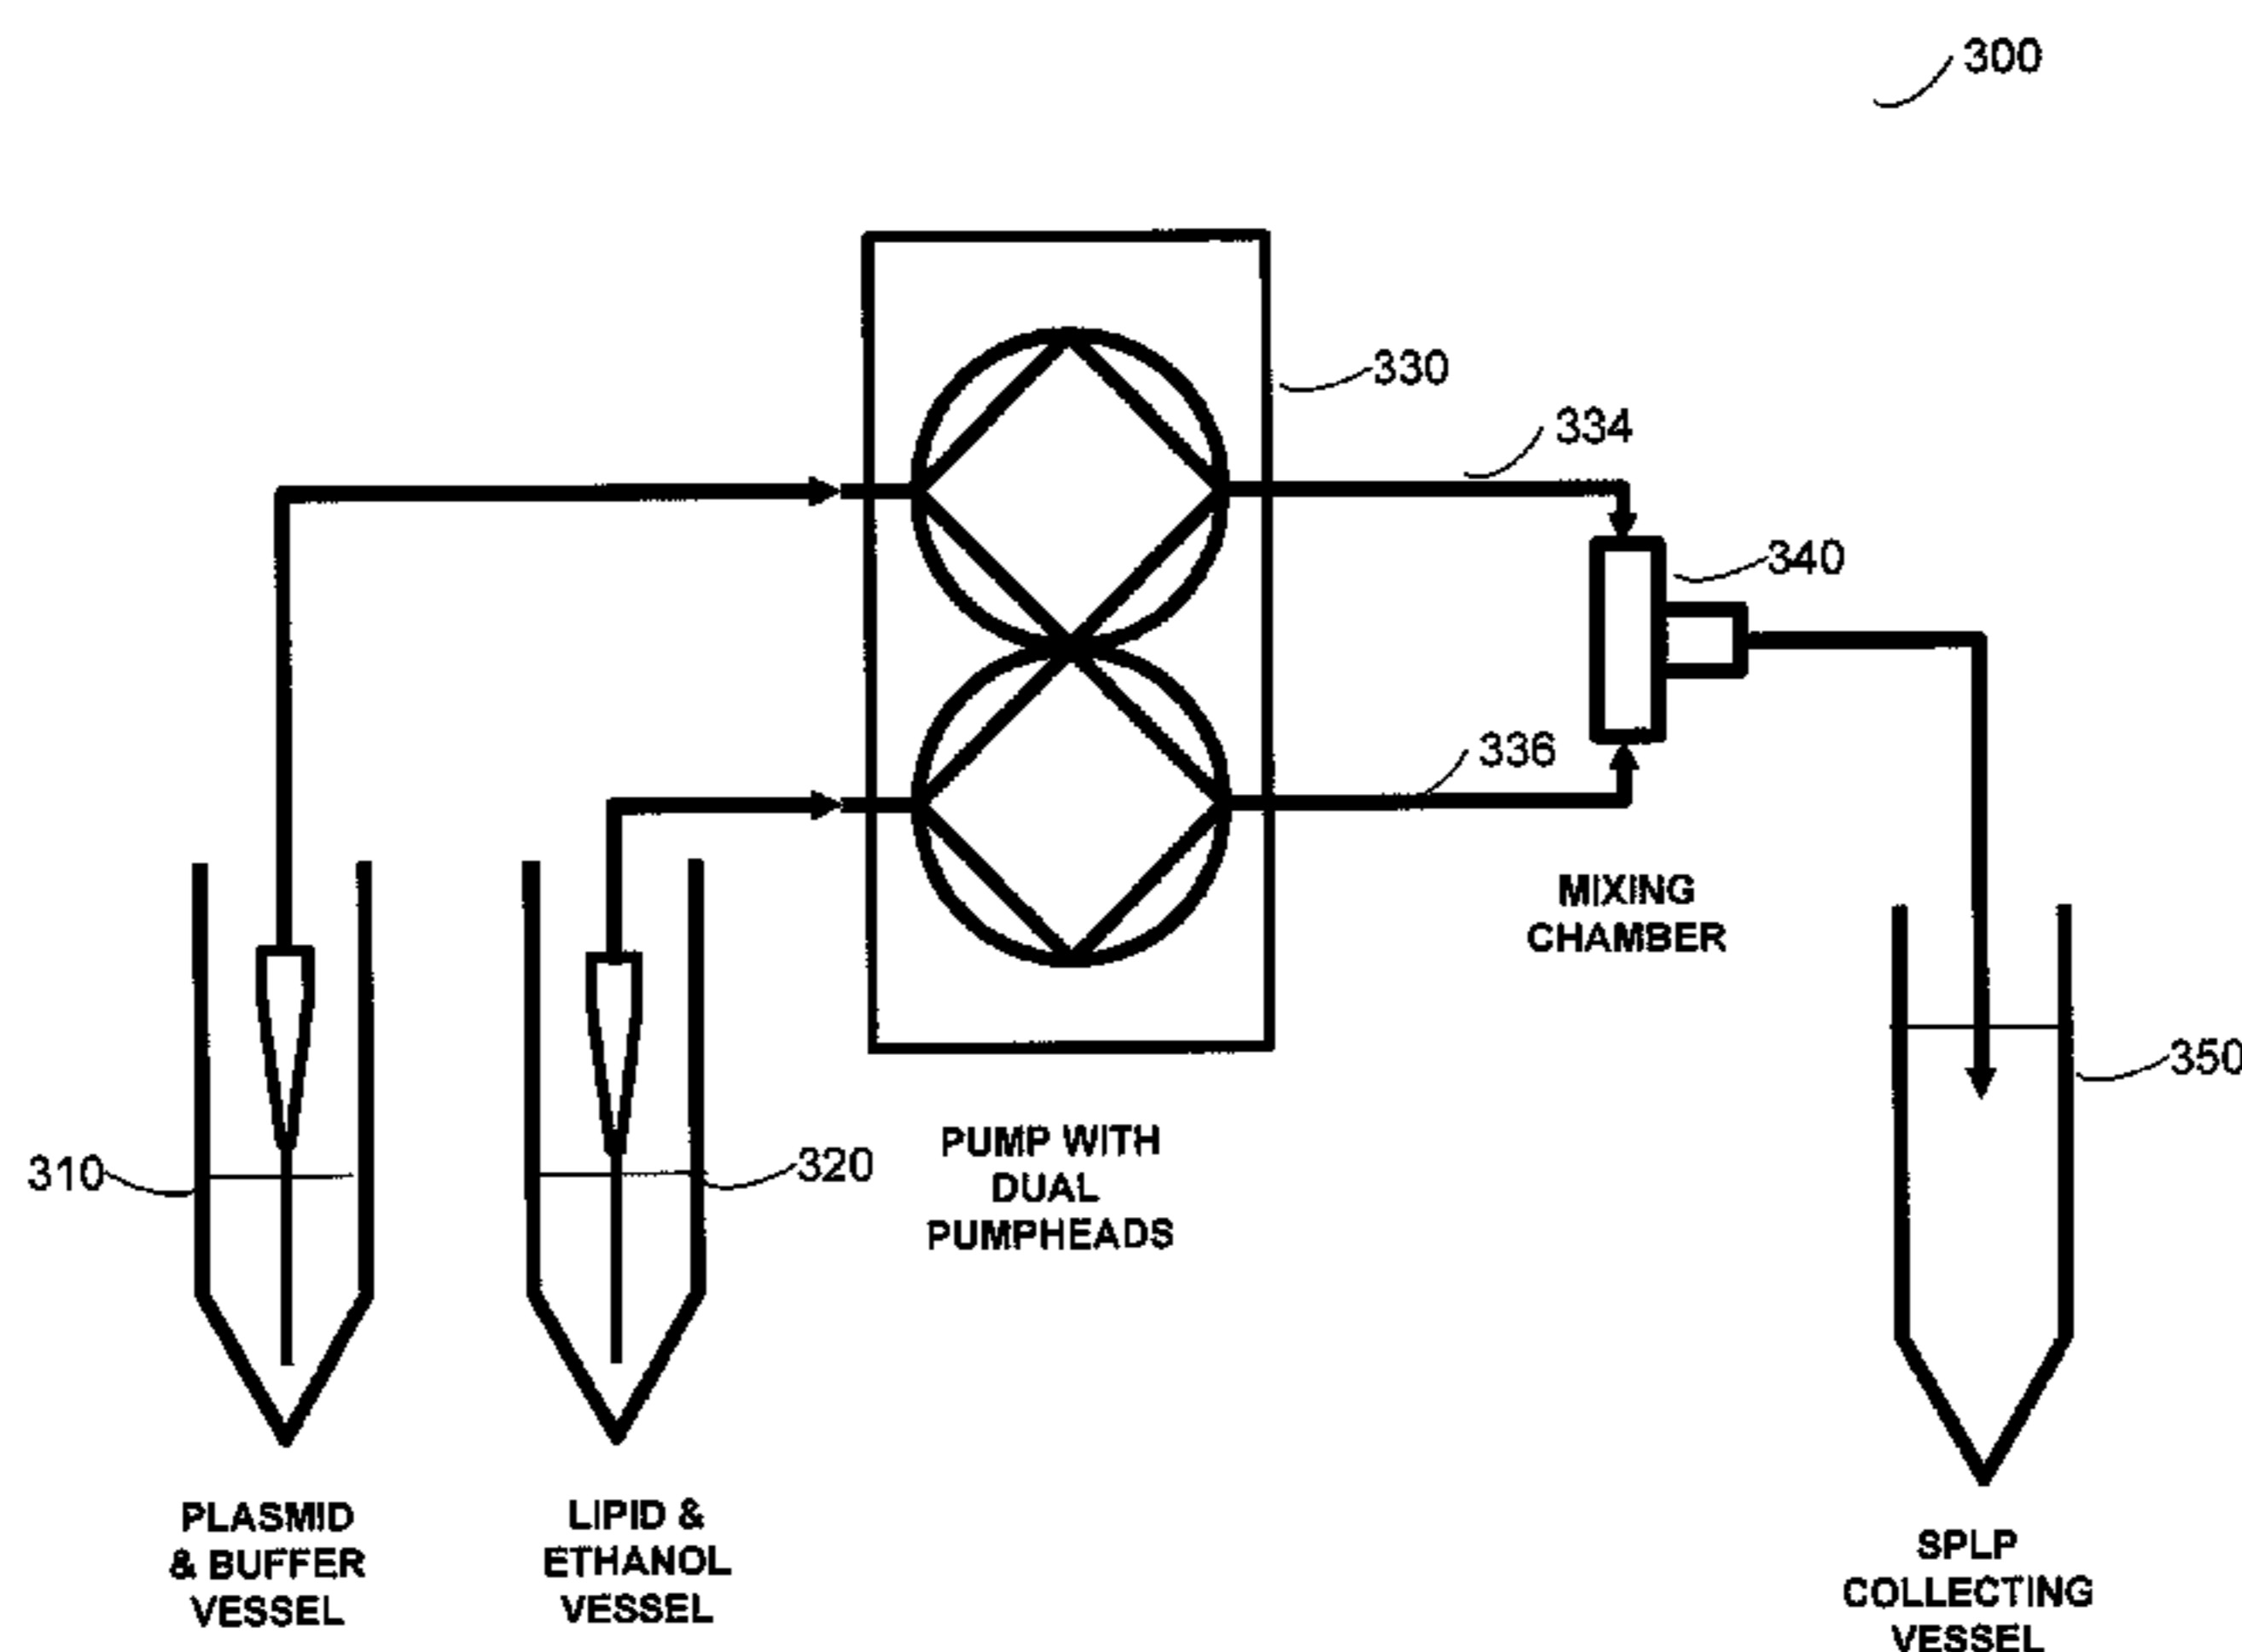 300
330
334
340
336
MIXING
CHAMBER
350
310
320
PUMP WITH
DUAL
PUMPHEADS
PLASMID
& BUFFER
VESSEL
LIPID &
ETHANOL
VESSEL
SPLP
COLLECTING
VESSEL